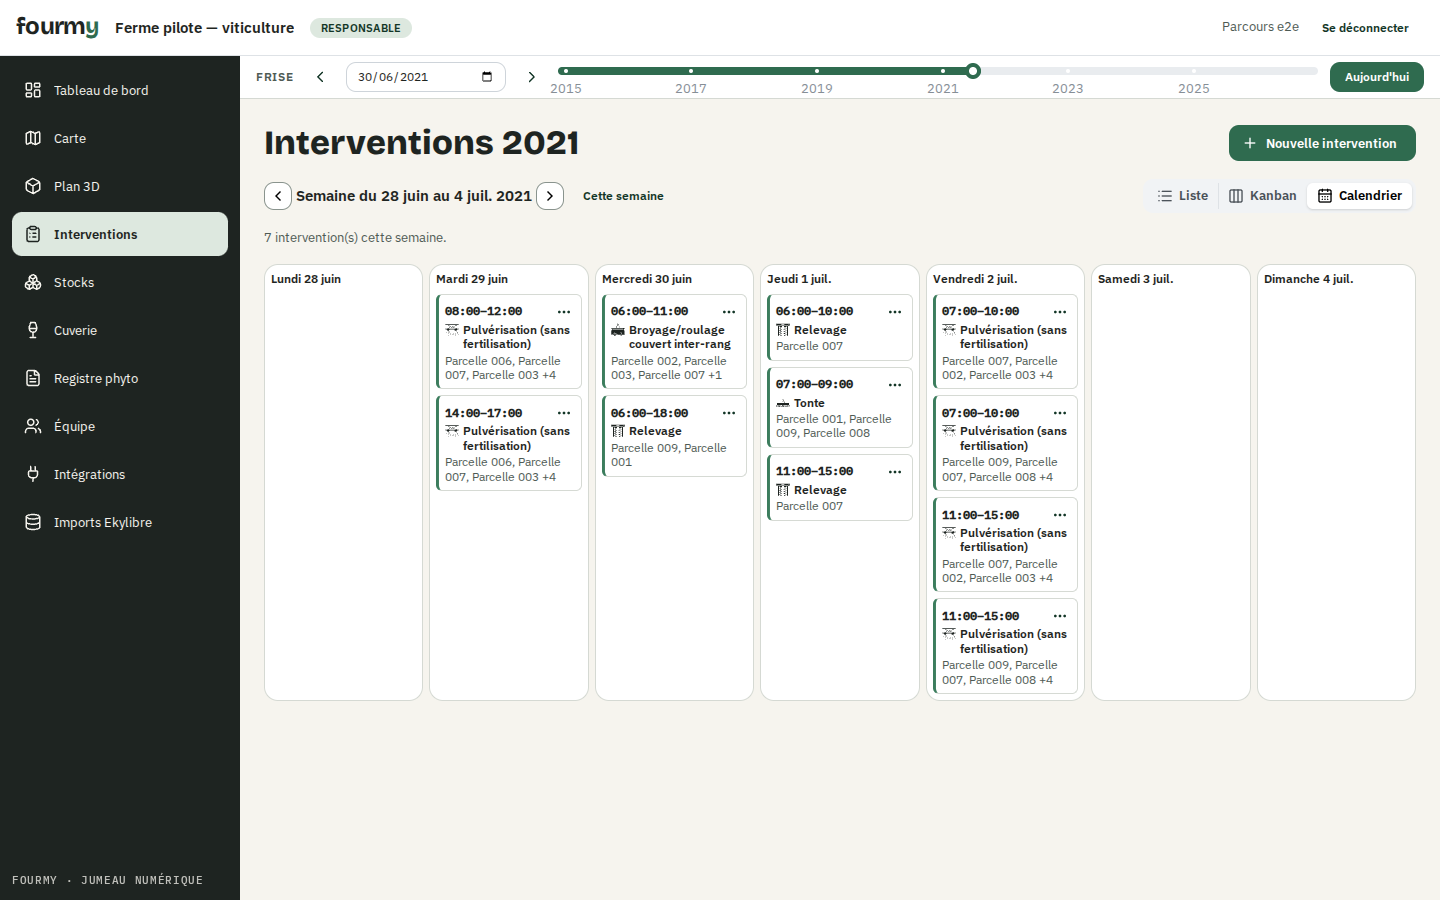 fourmy
Ferme pilote — viticulture
RESPONSABLE
Parcours e2e
Se déconnecter
Tableau de bord
Carte
Plan 3D
Interventions
Stocks
Cuverie
Registre phyto
Équipe
Intégrations
Imports Ekylibre
FOURMY · JUMEAU NUMÉRIQUE
FRISE
30/06/2021
2015
2017
2019
2021
2023
2025
Aujourd'hui
Interventions 2021
Nouvelle intervention
Semaine du 28 juin au 4 juil. 2021
Cette semaine
Liste
Kanban
Calendrier
7 intervention(s) cette semaine.
Lundi 28 juin
Mardi 29 juin
08:00–12:00
Pulvérisation (sans
fertilisation)
Parcelle 006, Parcelle
007, Parcelle 003 +4
14:00–17:00
Pulvérisation (sans
fertilisation)
Parcelle 006, Parcelle
007, Parcelle 003 +4
Mercredi 30 juin
06:00–11:00
Broyage/roulage
couvert inter-rang
Parcelle 002, Parcelle
003, Parcelle 007 +1
06:00–18:00
Relevage
Parcelle 009, Parcelle
001
Jeudi 1 juil.
06:00–10:00
Relevage
Parcelle 007
07:00–09:00
Tonte
Parcelle 001, Parcelle
009, Parcelle 008
11:00–15:00
Relevage
Parcelle 007
Vendredi 2 juil.
07:00–10:00
Pulvérisation (sans
fertilisation)
Parcelle 007, Parcelle
002, Parcelle 003 +4
07:00–10:00
Pulvérisation (sans
fertilisation)
Parcelle 009, Parcelle
007, Parcelle 008 +4
11:00–15:00
Pulvérisation (sans
fertilisation)
Parcelle 007, Parcelle
002, Parcelle 003 +4
11:00–15:00
Pulvérisation (sans
fertilisation)
Parcelle 009, Parcelle
007, Parcelle 008 +4
Samedi 3 juil.
Dimanche 4 juil.